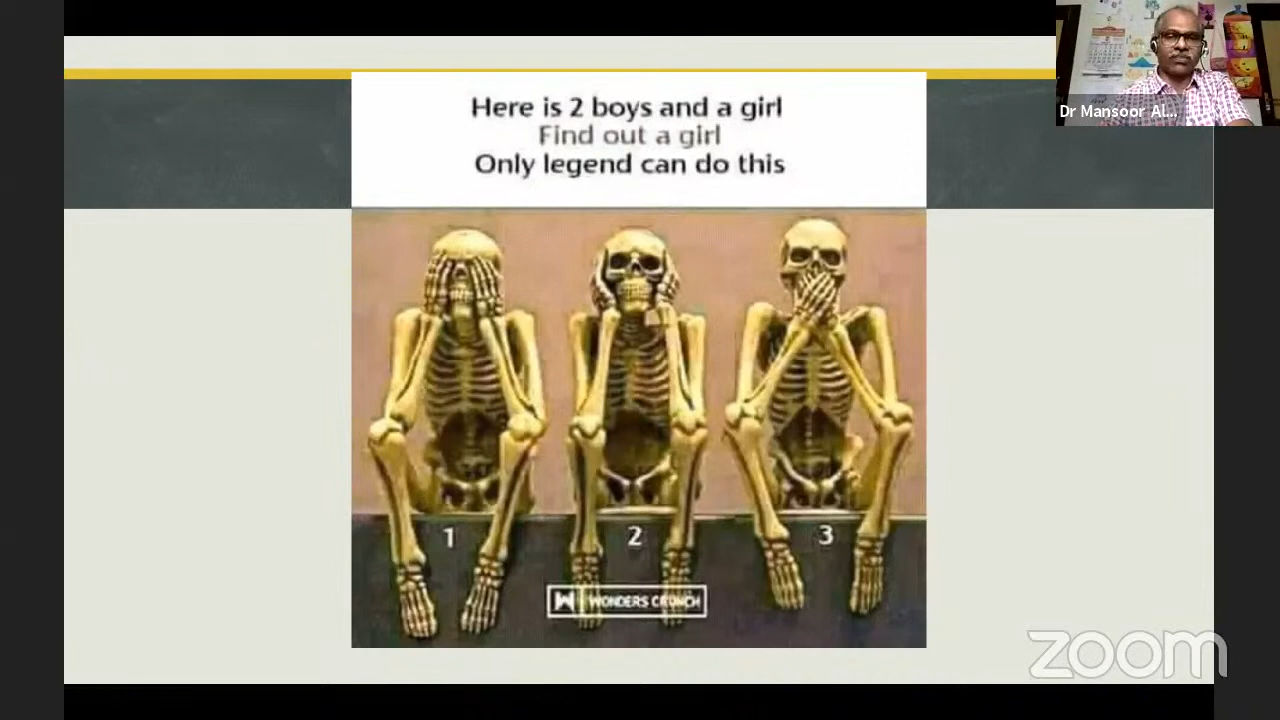 Here is 2 boys and a girl
Find out a girl
Only legend can do this
Dr Mansoor Al...
1
2
3
WONDERS CRUNCH
zoom